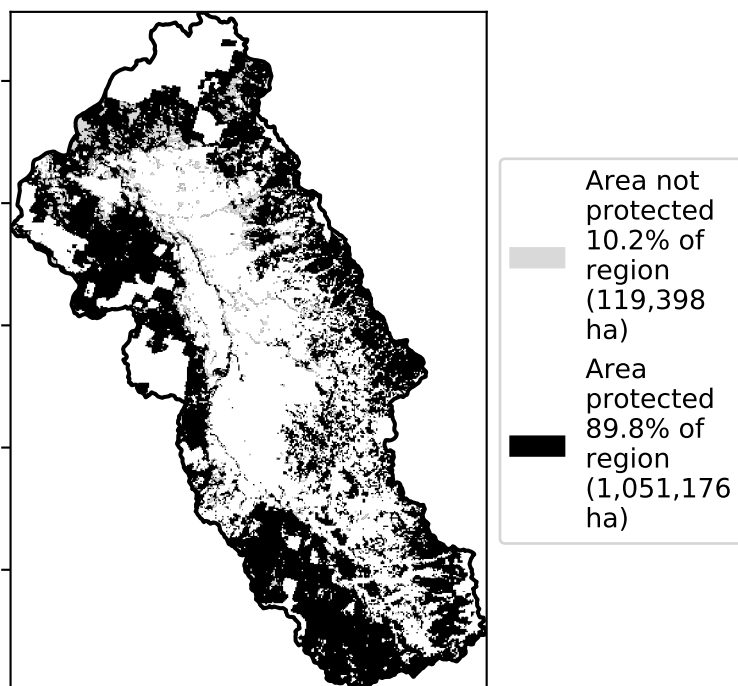 Area not
protected
10.2% of
region
(119,398
ha)
Area
protected
89.8% of
region
(1,051,176
ha)